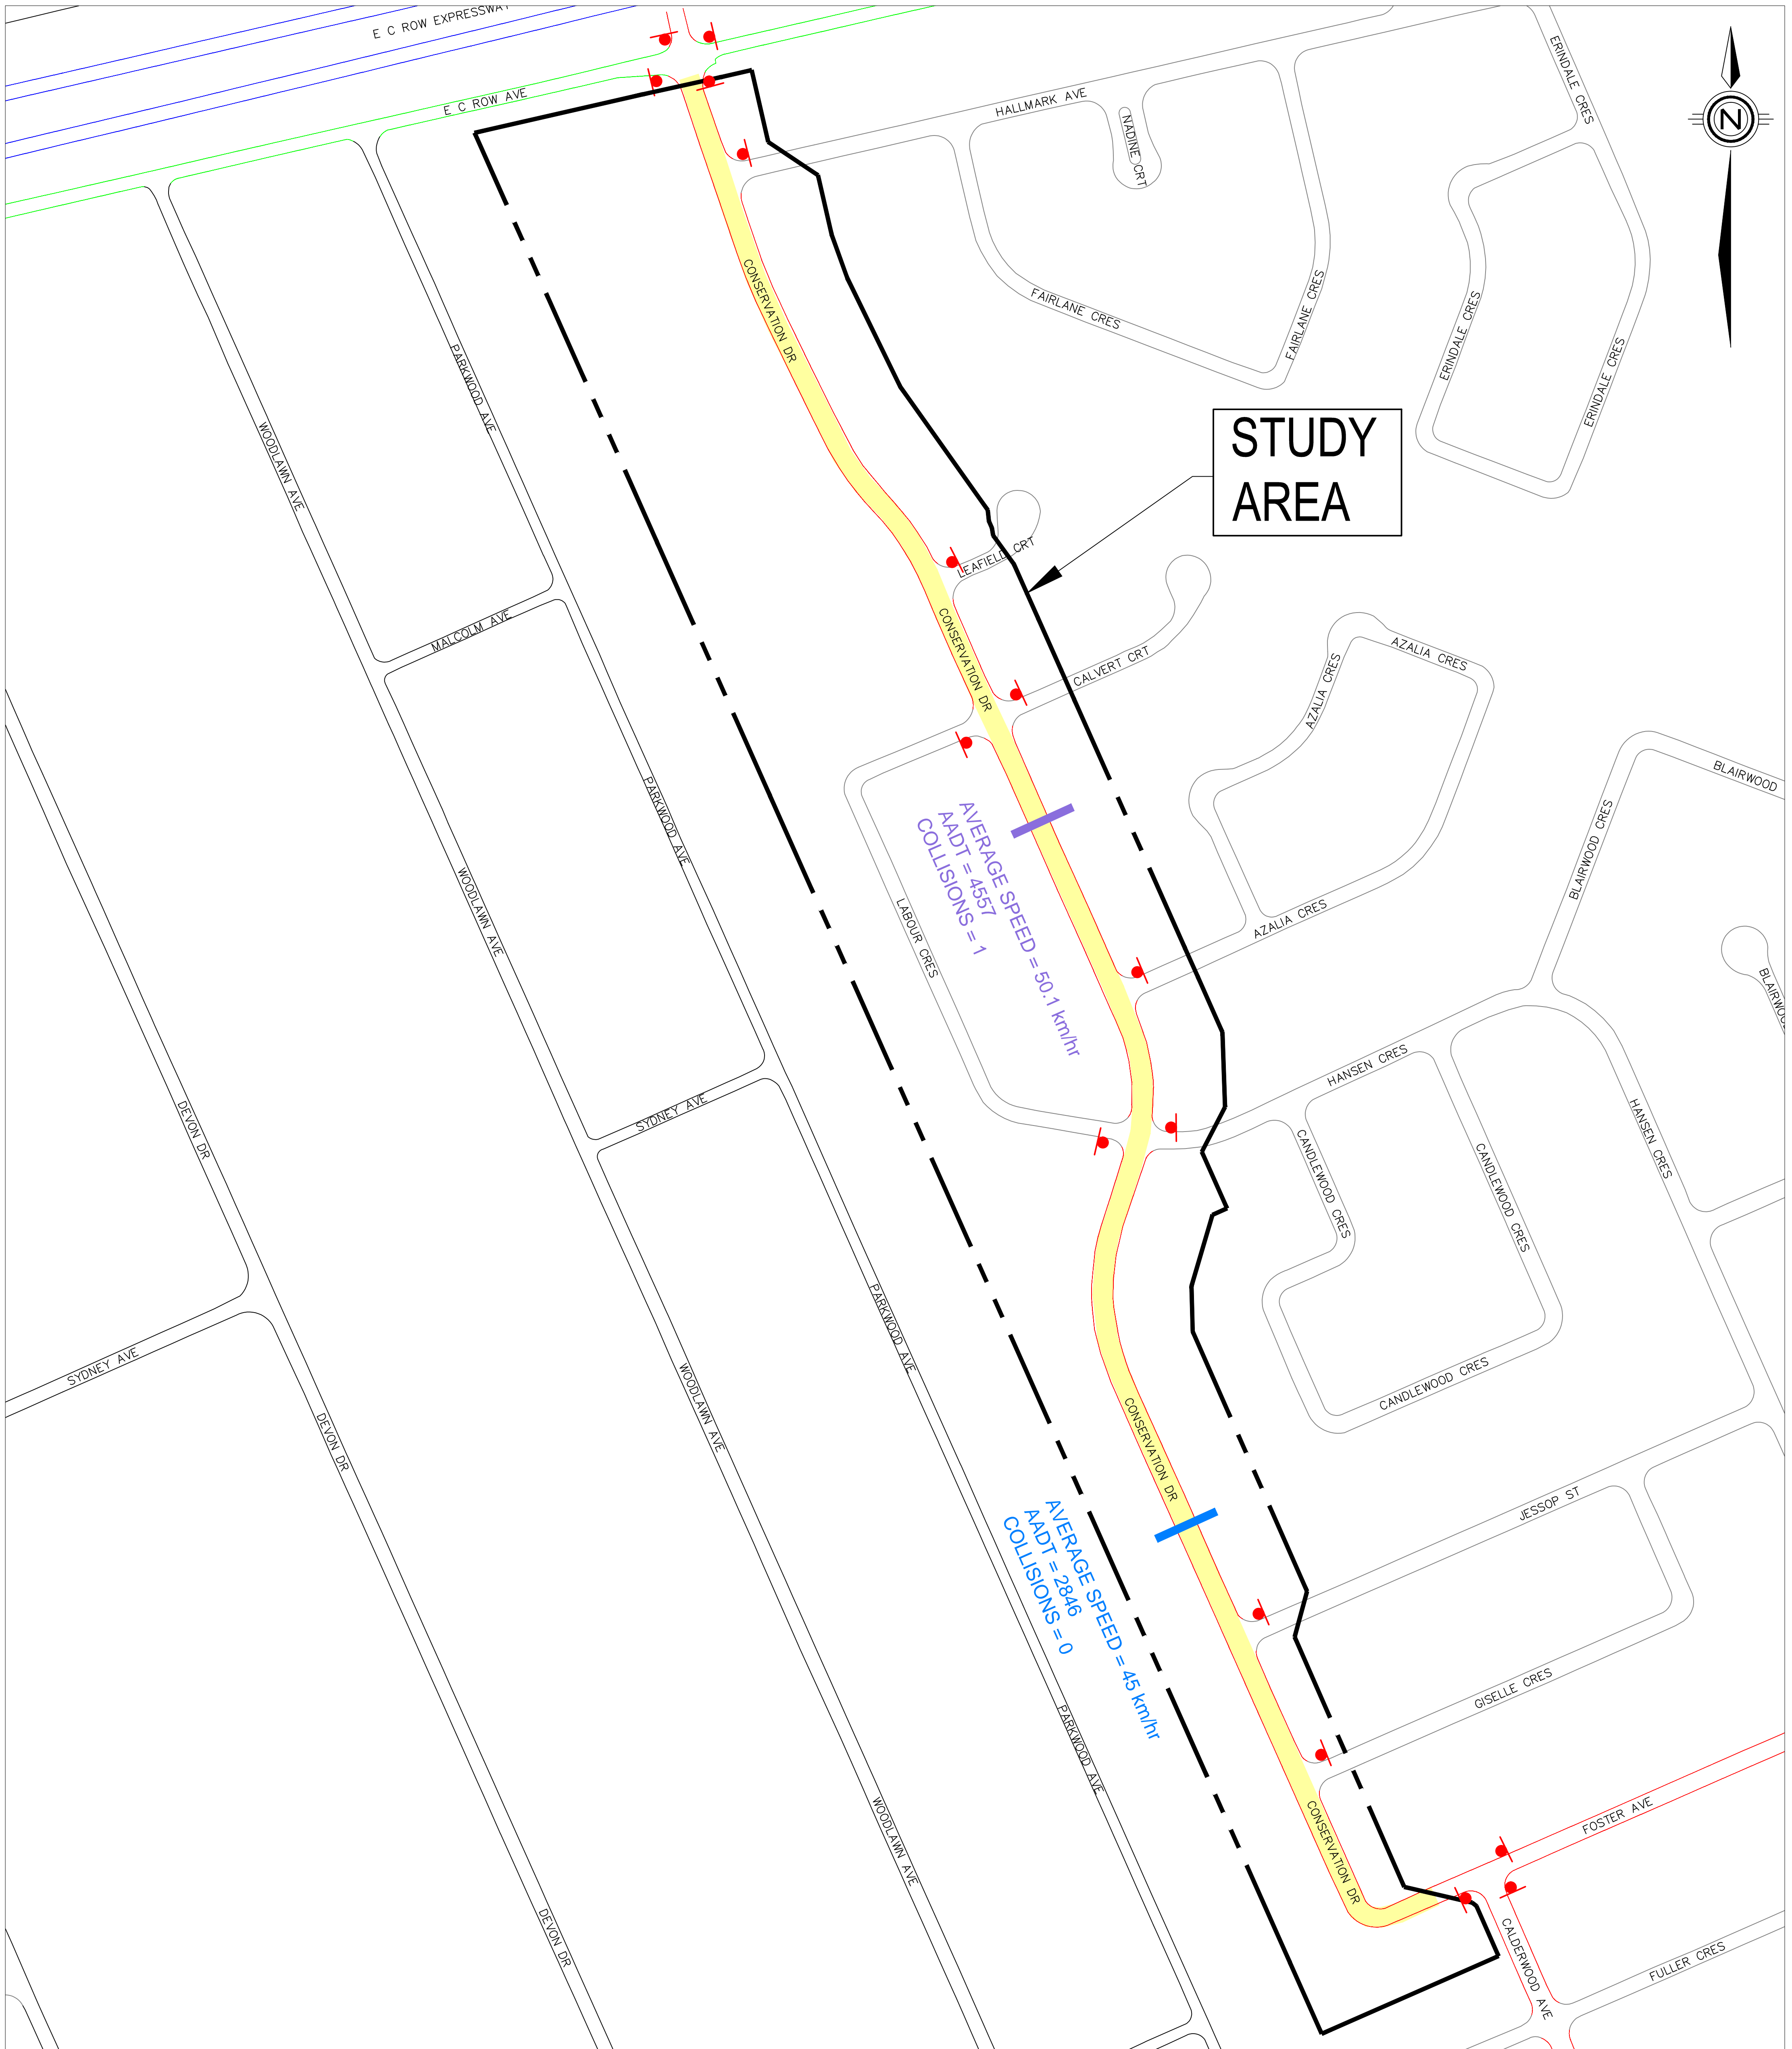 E C ROW EXPRESSWAY
E C ROW AVE
HALLMARK AVE
NADINE CRT
ERINDALE CRES
N
CONSERVATION DR
FAIRLANE CRES
FAIRLANE CRES
ERINDALE CRES
ERINDALE CRES
PARKWOOD AVE
WOODLAWN AVE
STUDY
AREA
LEAFIELD CRT
MALCOLM AVE
CONSERVATION DR
CALVERT CRT
AZALIA CRES
AZALIA CRES
BLAIRWOOD
BLAIRWOOD CRES
PARKWOOD AVE
AVERAGE SPEED = 50.1 km/hr
AADT = 4557
COLLISIONS = 1
WOODLAWN AVE
LABOUR CRES
AZALIA CRES
HANSEN CRES
DEVON DR
SYDNEY AVE
CANDLEWOOD CRES
CANDLEWOOD CRES
HANSEN CRES
PARKWOOD AVE
SYDNEY AVE
WOODLAWN AVE
CANDLEWOOD CRES
DEVON DR
CONSERVATION DR
AVERAGE SPEED = 45 km/hr
AADT = 2846
COLLISIONS = 0
JESSOP ST
GISELLE CRES
PARKWOOD AVE
WOODLAWN AVE
CONSERVATION DR
FOSTER AVE
DEVON DR
CALDERWOOD AVE
FULLER CRES